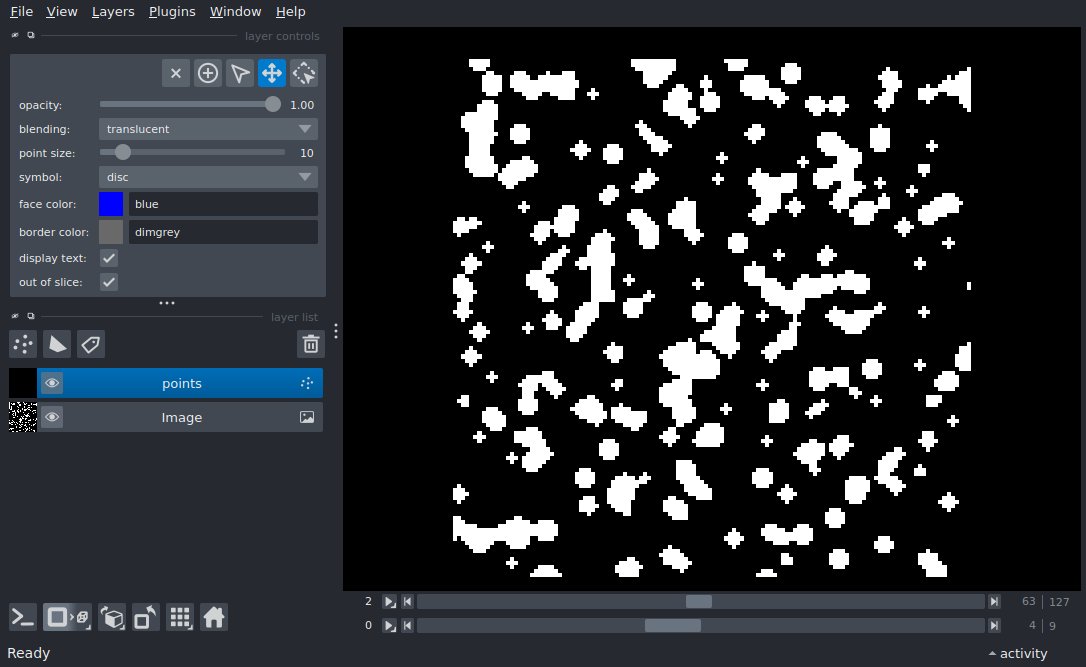 File View Layers Plugins Window Help
layer controls
opacity: 1.00
blending: translucent
point size: 10
symbol: disc
face color: blue
border color: dimgrey
display text:
out of slice:
layer list
points
Image
2 63 127
0 4 9
Ready activity